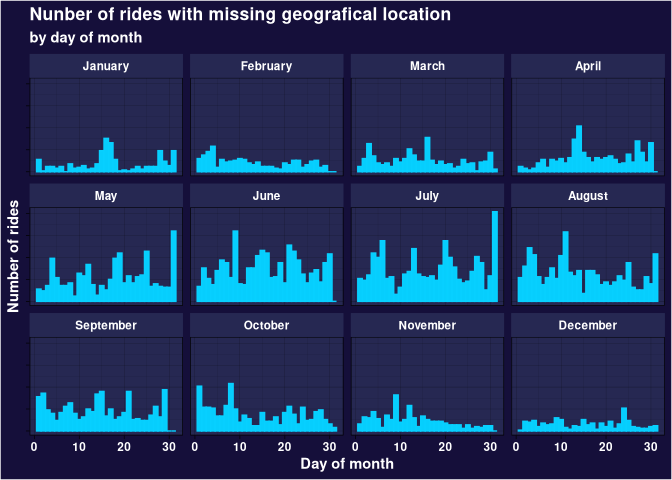 Nunber of rides with missing geografical location
by day of month
January
February
March
April
May
June
July
August
September
October
November
December
Number of rides
0 10 20 30 0 10 20 30 0 10 20 30 0 10 20 30
Day of month